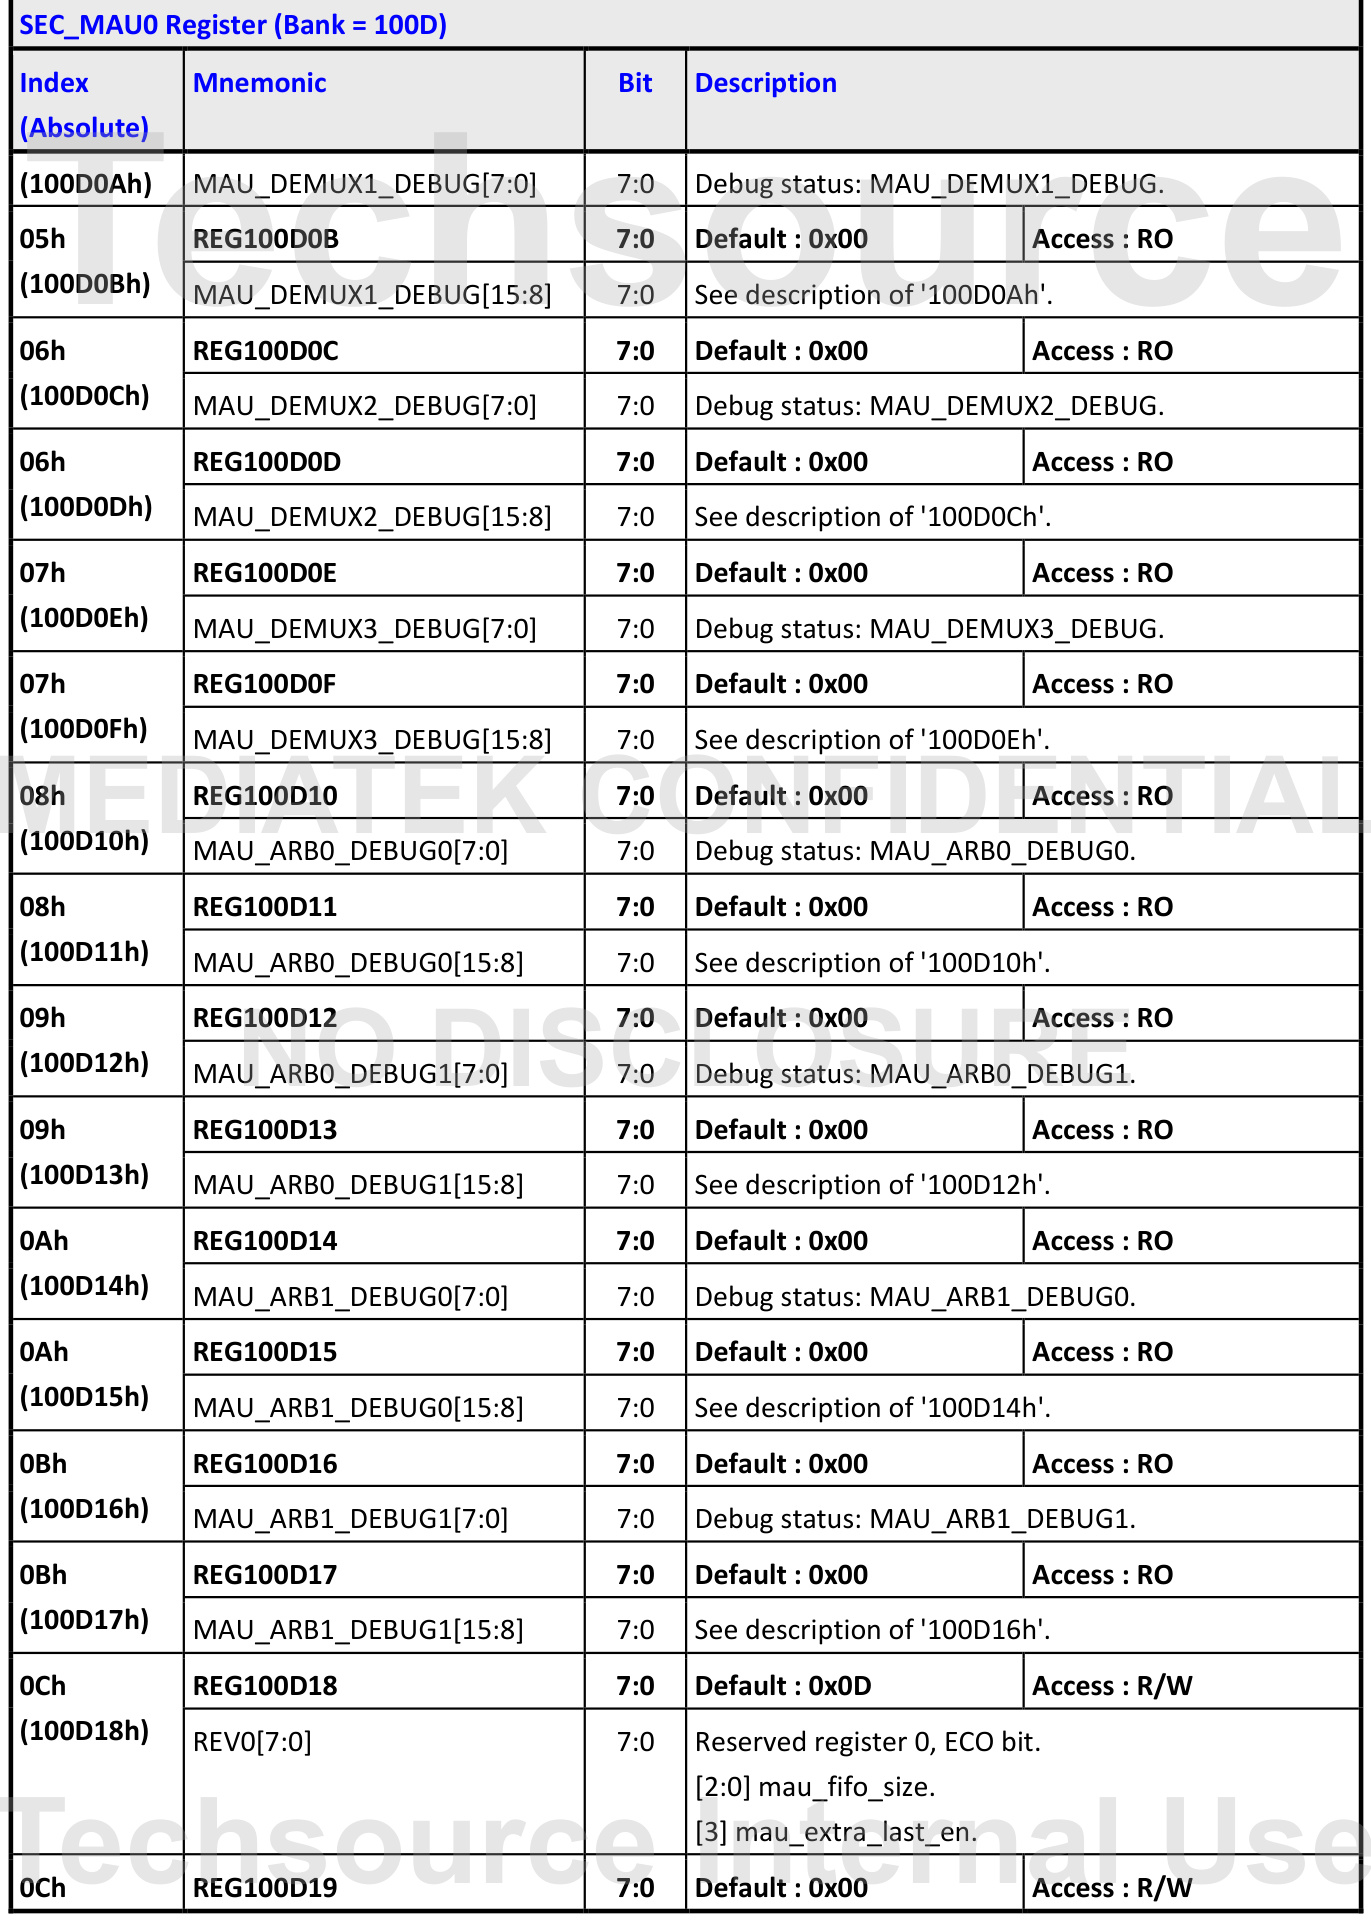 SEC_MAU0 Register (Bank = 100D)
Index (Absolute) Mnemonic Bit Description
(100D0Ah) MAU_DEMUX1_DEBUG[7:0] 7:0 Debug status: MAU_DEMUX1_DEBUG.
05h REG100D0B 7:0 Default : 0x00 Access : RO
(100D0Bh) MAU_DEMUX1_DEBUG[15:8] 7:0 See description of '100D0Ah'.
06h REG100D0C 7:0 Default : 0x00 Access : RO
(100D0Ch) MAU_DEMUX2_DEBUG[7:0] 7:0 Debug status: MAU_DEMUX2_DEBUG.
06h REG100D0D 7:0 Default : 0x00 Access : RO
(100D0Dh) MAU_DEMUX2_DEBUG[15:8] 7:0 See description of '100D0Ch'.
07h REG100D0E 7:0 Default : 0x00 Access : RO
(100D0Eh) MAU_DEMUX3_DEBUG[7:0] 7:0 Debug status: MAU_DEMUX3_DEBUG.
07h REG100D0F 7:0 Default : 0x00 Access : RO
(100D0Fh) MAU_DEMUX3_DEBUG[15:8] 7:0 See description of '100D0Eh'.
08h REG100D10 7:0 Default : 0x00 Access : RO
(100D10h) MAU_ARB0_DEBUG0[7:0] 7:0 Debug status: MAU_ARB0_DEBUG0.
08h REG100D11 7:0 Default : 0x00 Access : RO
(100D11h) MAU_ARB0_DEBUG0[15:8] 7:0 See description of '100D10h'.
09h REG100D12 7:0 Default : 0x00 Access : RO
(100D12h) MAU_ARB0_DEBUG1[7:0] 7:0 Debug status: MAU_ARB0_DEBUG1.
09h REG100D13 7:0 Default : 0x00 Access : RO
(100D13h) MAU_ARB0_DEBUG1[15:8] 7:0 See description of '100D12h'.
0Ah REG100D14 7:0 Default : 0x00 Access : RO
(100D14h) MAU_ARB1_DEBUG0[7:0] 7:0 Debug status: MAU_ARB1_DEBUG0.
0Ah REG100D15 7:0 Default : 0x00 Access : RO
(100D15h) MAU_ARB1_DEBUG0[15:8] 7:0 See description of '100D14h'.
0Bh REG100D16 7:0 Default : 0x00 Access : RO
(100D16h) MAU_ARB1_DEBUG1[7:0] 7:0 Debug status: MAU_ARB1_DEBUG1.
0Bh REG100D17 7:0 Default : 0x00 Access : RO
(100D17h) MAU_ARB1_DEBUG1[15:8] 7:0 See description of '100D16h'.
0Ch REG100D18 7:0 Default : 0x0D Access : R/W
(100D18h) REV0[7:0] 7:0 Reserved register 0, ECO bit.
[2:0] mau_fifo_size.
[3] mau_extra_last_en.
0Ch REG100D19 7:0 Default : 0x00 Access : R/W
Techsource
MEDIATEK CONFIDENTIAL
NO DISCLOSURE
Techsource Internal Use